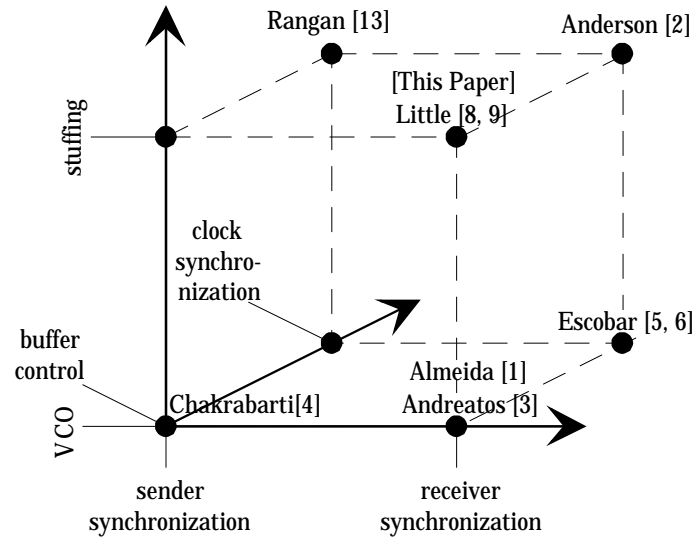 Rangan [13]
Anderson [2]
[This Paper]
Little [8, 9]
stuffing
clock
synchro-
nization
buffer
control
Escobar [5, 6]
Almeida [1]
Chakrabarti[4]
Andreatos [3]
VCO
sender
synchronization
receiver
synchronization